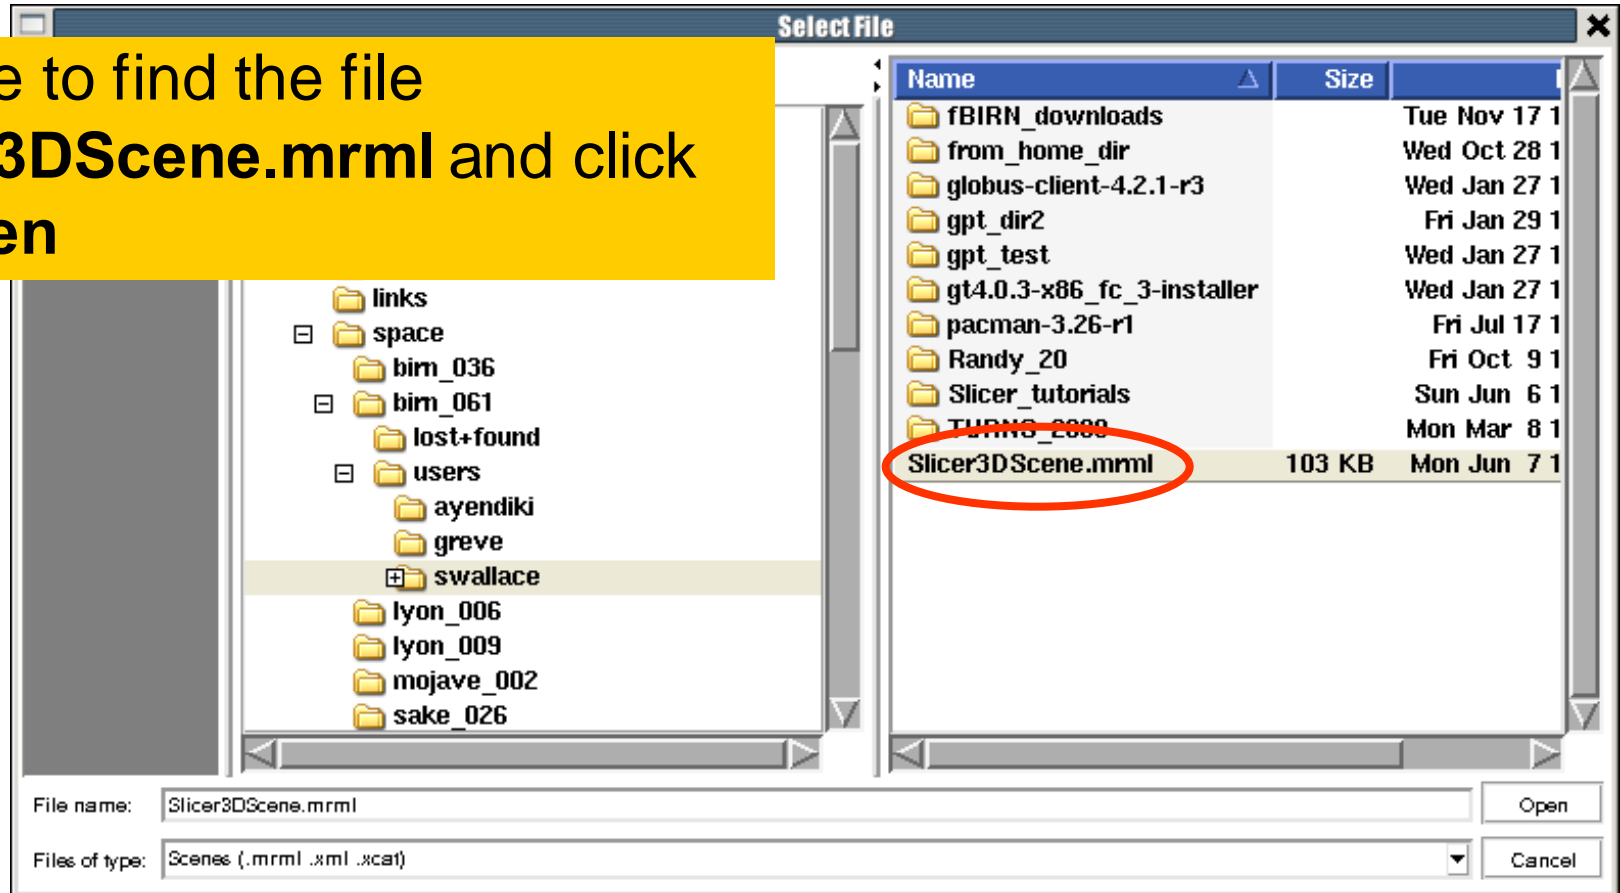 Select File
e to find the file
3DScene.mrml and click
en
links
space
birn_036
birn_061
lost+found
users
ayendiki
greve
swallace
lyon_006
lyon_009
mojave_002
sake_026
Name Size
fBIRN_downloads Tue Nov 17 1
from_home_dir Wed Oct 28 1
globus-client-4.2.1-r3 Wed Jan 27 1
gpt_dir2 Fri Jan 29 1
gpt_test Wed Jan 27 1
gt4.0.3-x86_fc_3-installer Wed Jan 27 1
pacman-3.26-r1 Fri Jul 17 1
Randy_20 Fri Oct 9 1
Slicer_tutorials Sun Jun 6 1
Mon Mar 8 1
Slicer3DScene.mrml 103 KB Mon Jun 7 1
File name: Slicer3DScene.mrml Open
Files of type: Scenes (.mrml .xml .xcat) Cancel